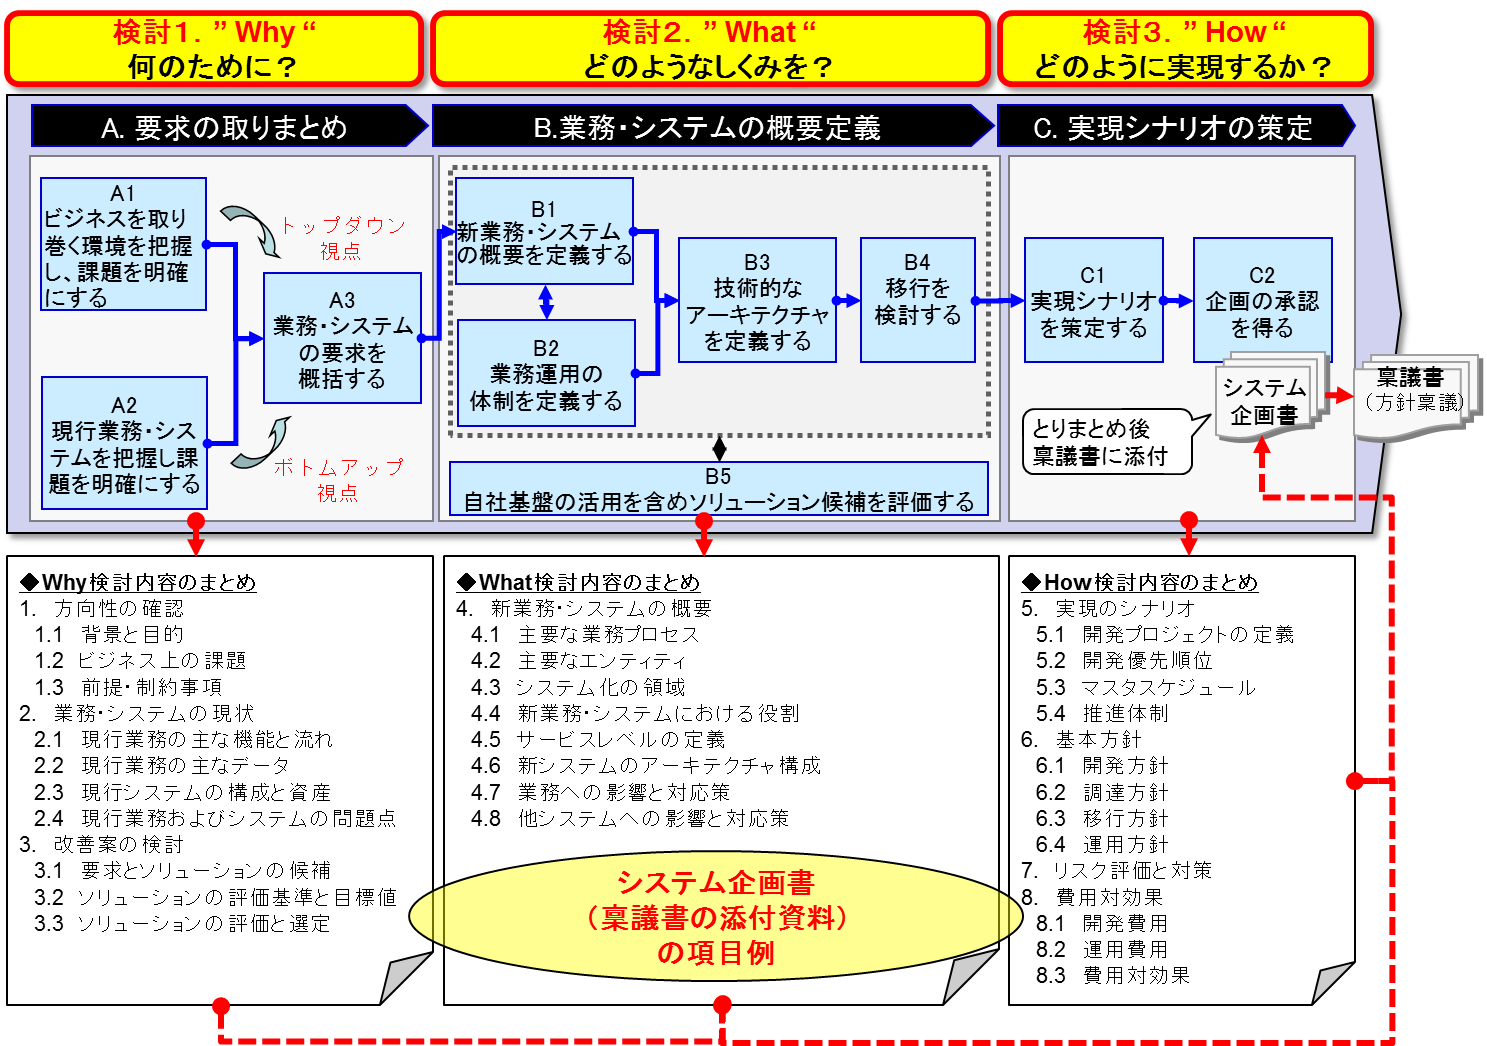 検討１．”Why“
何のために？
検討２．”What“
どのようなしくみを？
検討３．”How“
どのように実現するか？
A. 要求の取りまとめ
B.業務・システムの概要定義
C. 実現シナリオの策定
A1
ビジネスを取り
巻く環境を把握
し、課題を明確
にする
トップダウン
視点
A3
業務・システム
の要求を
概括する
A2
現行業務・シス
テムを把握し課
題を明確にする
ボトムアップ
視点
B1
新業務・システム
の概要を定義する
B2
業務運用の
体制を定義する
B3
技術的な
アーキテクチャ
を定義する
B4
移行を
検討する
B5
自社基盤の活用を含めソリューション候補を評価する
C1
実現シナリオ
を策定する
C2
企画の承認
を得る
システム
企画書
稟議書
（方針稟議）
とりまとめ後
稟議書に添付
◆Why検討内容のまとめ
1. 方向性の確認
1.1 背景と目的
1.2 ビジネス上の課題
1.3 前提・制約事項
2. 業務・システムの現状
2.1 現行業務の主な機能と流れ
2.2 現行業務の主なデータ
2.3 現行システムの構成と資産
2.4 現行業務およびシステムの問題点
3. 改善案の検討
3.1 要求とソリューションの候補
3.2 ソリューションの評価基準と目標値
3.3 ソリューションの評価と選定
◆What検討内容のまとめ
4. 新業務・システムの概要
4.1 主要な業務プロセス
4.2 主要なエンティティ
4.3 システム化の領域
4.4 新業務・システムにおける役割
4.5 サービスレベルの定義
4.6 新システムのアーキテクチャ構成
4.7 業務への影響と対応策
4.8 他システムへの影響と対応策
◆How検討内容のまとめ
5. 実現のシナリオ
5.1 開発プロジェクトの定義
5.2 開発優先順位
5.3 マスタスケジュール
5.4 推進体制
6. 基本方針
6.1 開発方針
6.2 調達方針
6.3 移行方針
6.4 運用方針
7. リスク評価と対策
8. 費用対効果
8.1 開発費用
8.2 運用費用
8.3 費用対効果
システム企画書
（稟議書の添付資料）
の項目例